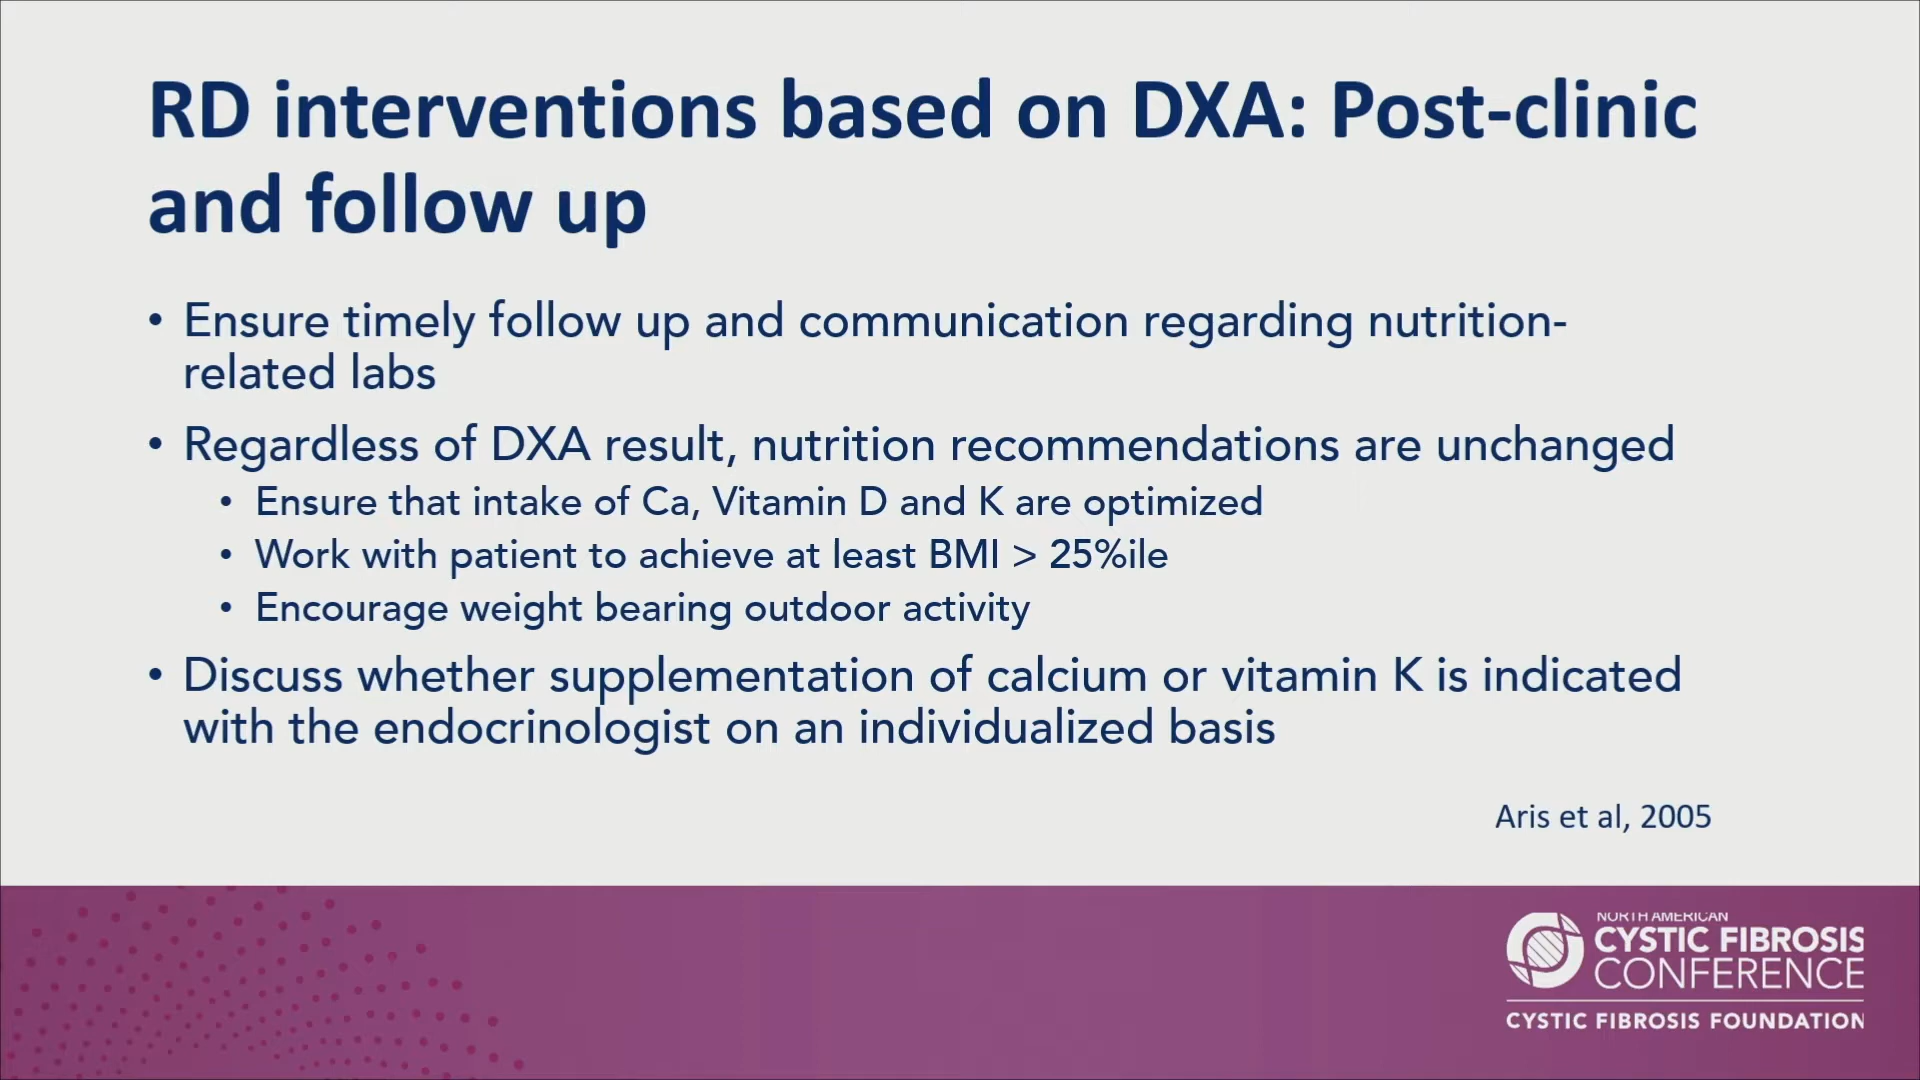 RD interventions based on DXA: Post-clinic
and follow up
• Ensure timely follow up and communication regarding nutrition-
related labs
• Regardless of DXA result, nutrition recommendations are unchanged
• Ensure that intake of Ca, Vitamin D and K are optimized
• Work with patient to achieve at least BMI > 25%ile
• Encourage weight bearing outdoor activity
• Discuss whether supplementation of calcium or vitamin K is indicated
with the endocrinologist on an individualized basis
Aris et al, 2005
NORTH AMERICAN
CYSTIC FIBROSIS
CONFERENCE
CYSTIC FIBROSIS FOUNDATION